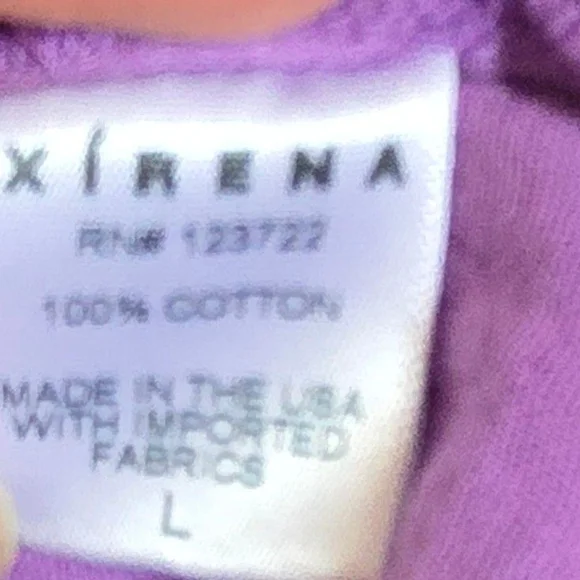 XÍRENA
RN# 123722
100% COTTON
MADE IN THE USA
WITH IMPORTED
FABRICS
L